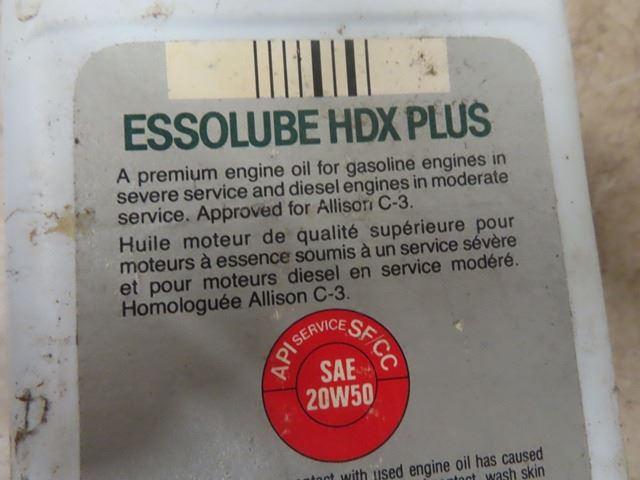 ESSOLUBE HDX PLUS
A premium engine oil for gasoline engines in
severe service and diesel engines in moderate
service. Approved for Allison C-3.
Huile moteur de qualité supérieure pour
moteurs à essence soumis à un service sévère
et pour moteurs diesel en service modéré.
Homologuée Allison C-3.
API SERVICE SF/CC
SAE
20W50
contact with used engine oil has caused
contact, wash skin